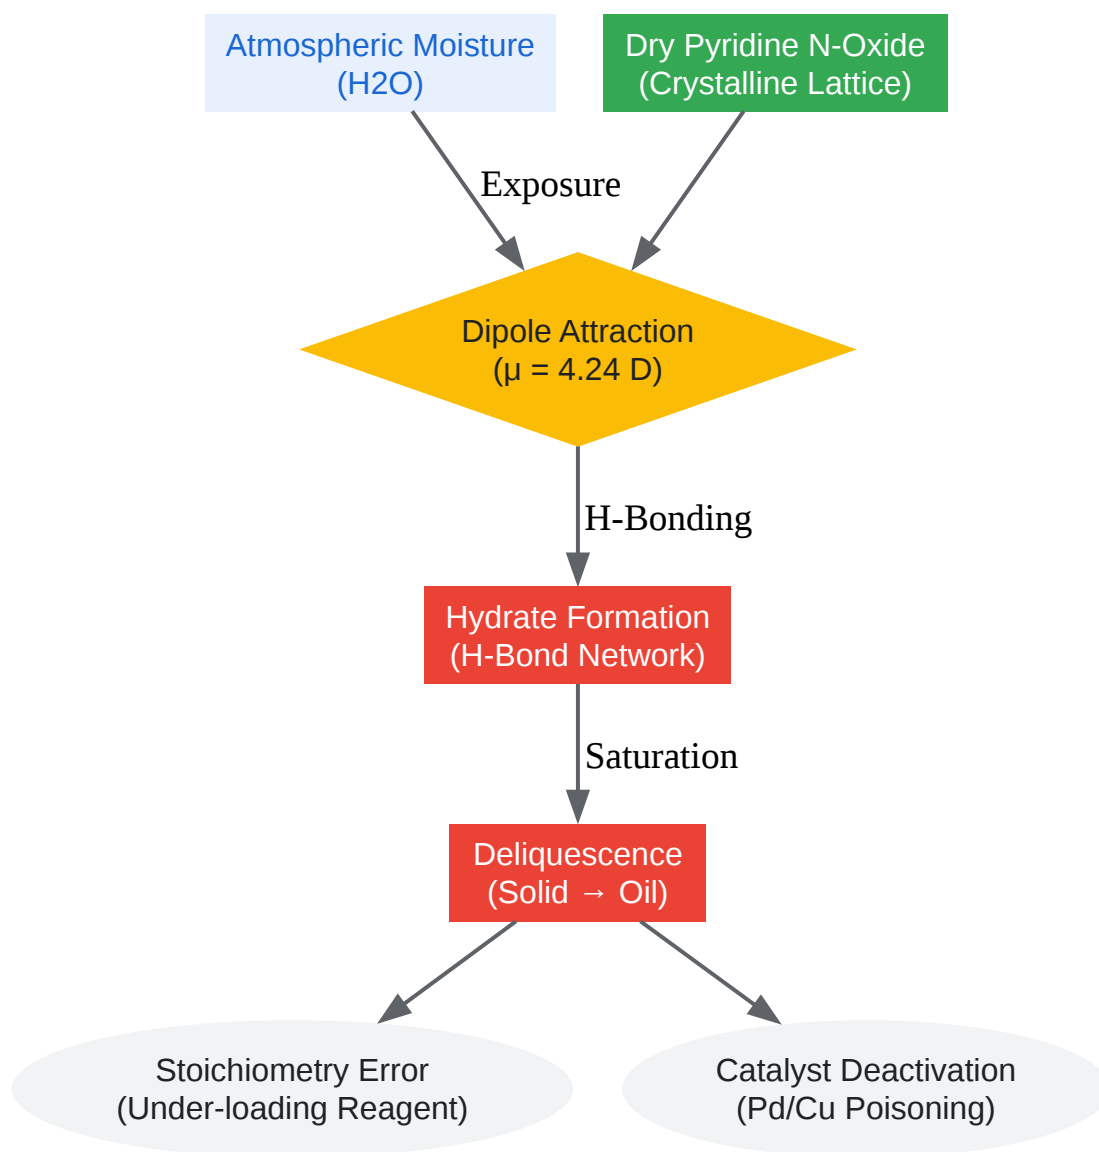 Atmospheric Moisture
(H2O)
Dry Pyridine N-Oxide
(Crystalline Lattice)
Exposure
Dipole Attraction
(μ = 4.24 D)
H-Bonding
Hydrate Formation
(H-Bond Network)
Saturation
Deliquescence
(Solid → Oil)
Stoichiometry Error
(Under-loading Reagent)
Catalyst Deactivation
(Pd/Cu Poisoning)